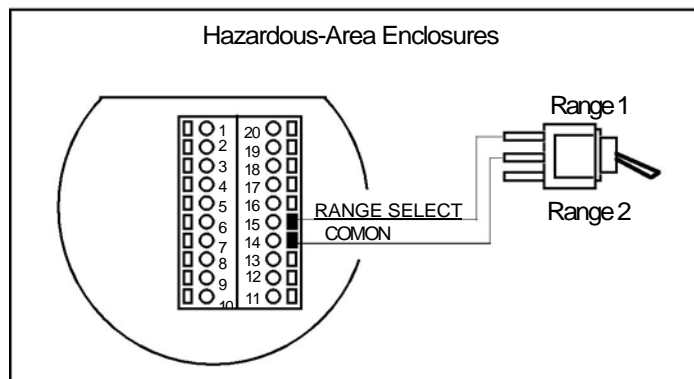 Hazardous-Area Enclosures
Range 1
Range 2
RANGE SELECT
COMON
1 20
2 19
3 18
4 17
5 16
6 15
7 14
8 13
9 12
10 11